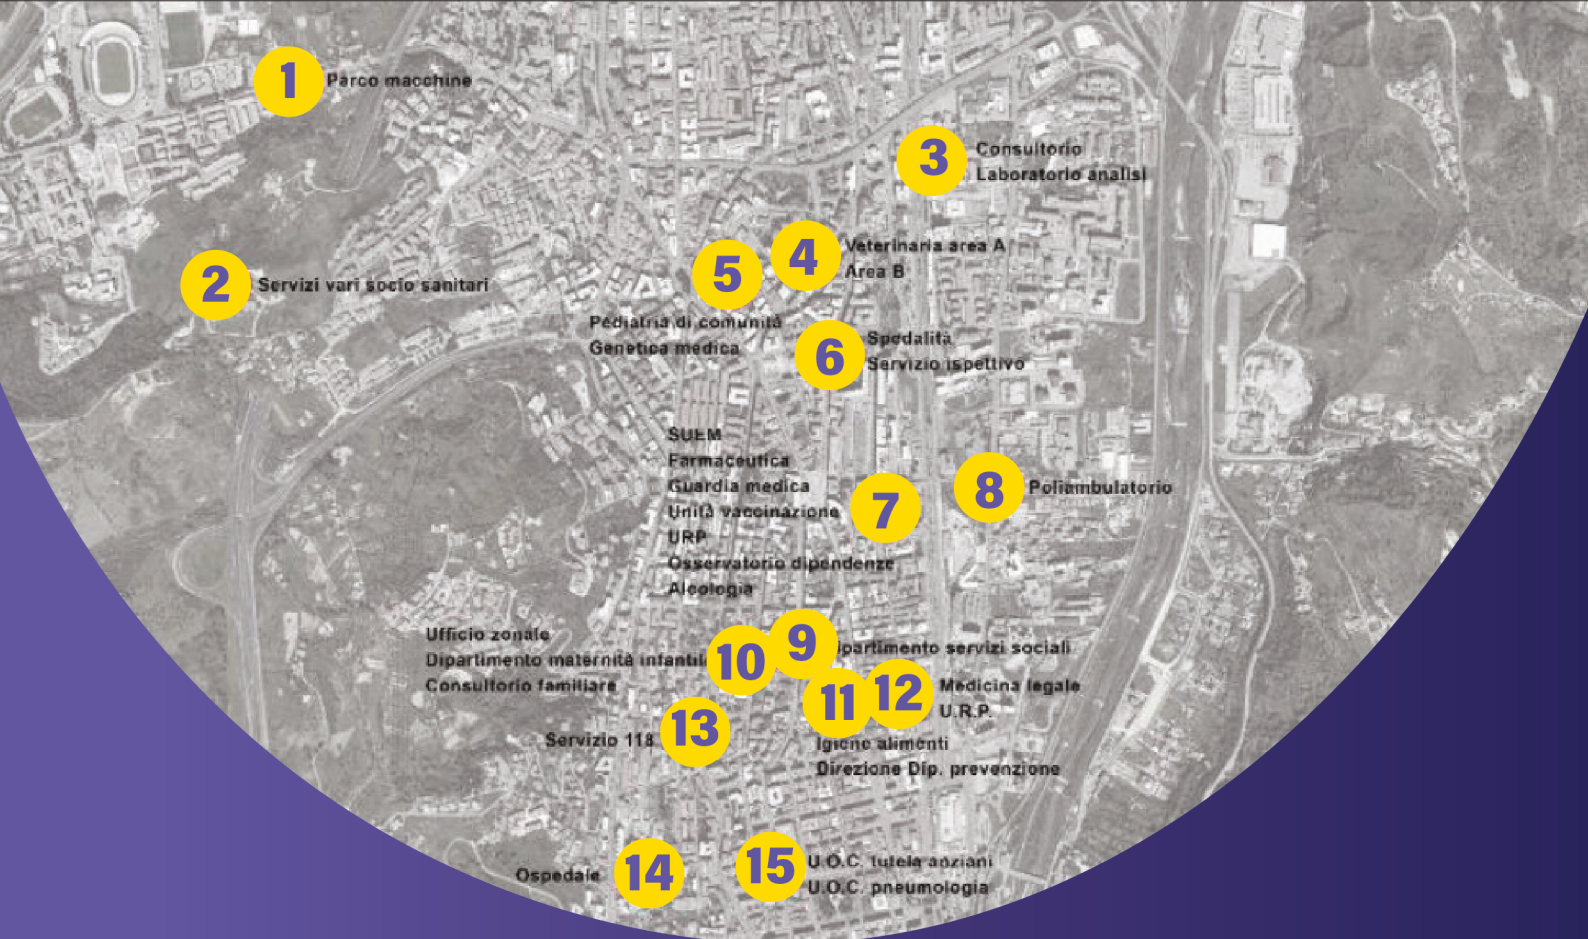 1
Parco macchine
3
Consultorio
Laboratorio analisi
2
Servizi vari socio sanitari
4
Veterinaria area A
Area B
5
Pediatria di comunità
Genetica medica
6
Spedalità
Servizio ispettivo
SUEM
Farmaceutica
Guardia medica
Unità vaccinazione
URP
Osservatorio dipendenze
Alcologia
7
8
Poliambulatorio
Ufficio zonale
Dipartimento maternità infantile
Consultorio familiare
10
9
ipartimento servizi sociali
11
Igiene alimenti
Direzione Dip. prevenzione
12
Medicina legale
U.R.P.
Servizio 118
13
Ospedale
14
15
U.O.C. tutela anziani
U.O.C. pneumologia